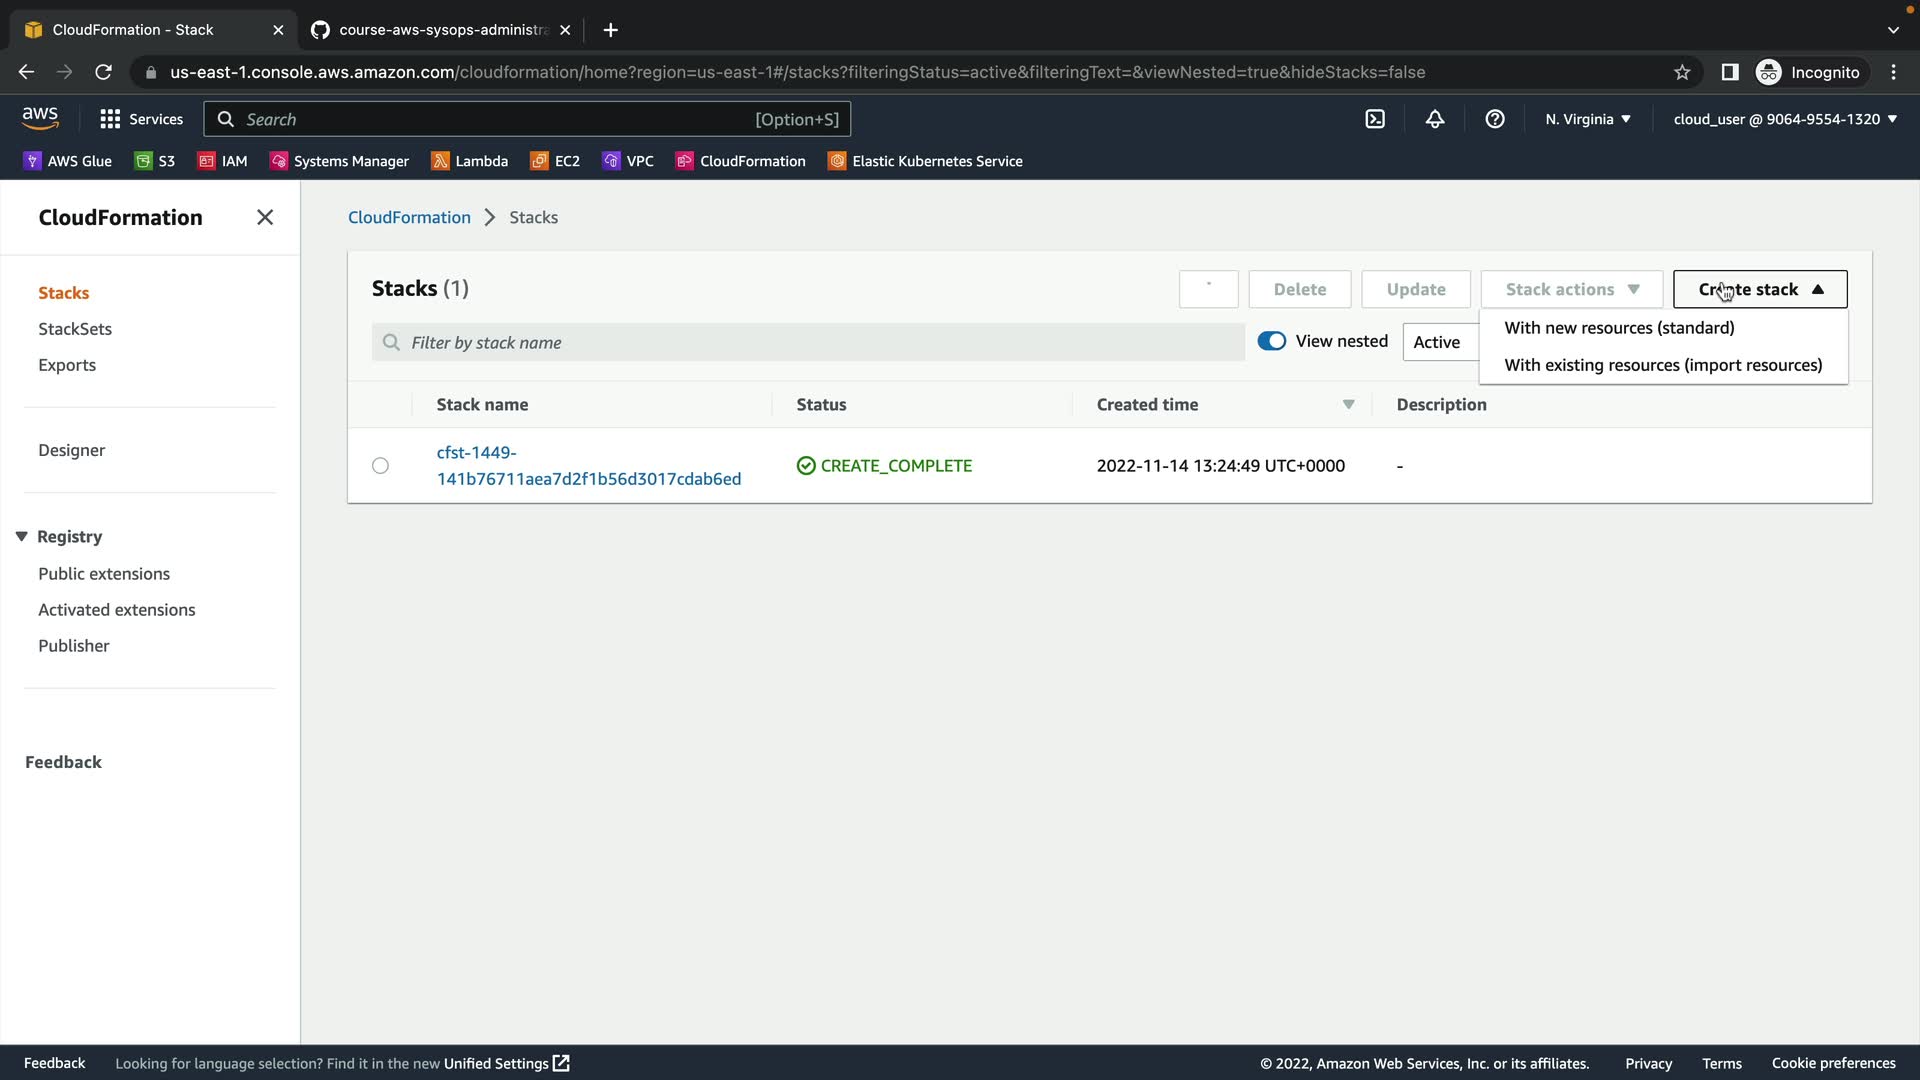 CloudFormation - Stack
course-aws-sysops-administra
us-east-1.console.aws.amazon.com/cloudformation/home?region=us-east-1#/stacks?filteringStatus=active&filteringText=&viewNested=true&hideStacks=false
Incognito
aws
Services
Search
[Option+S]
N. Virginia
cloud_user @ 9064-9554-1320
AWS Glue
S3
IAM
Systems Manager
Lambda
EC2
VPC
CloudFormation
Elastic Kubernetes Service
CloudFormation
Stacks
StackSets
Exports
Designer
Registry
Public extensions
Activated extensions
Publisher
Feedback
CloudFormation
Stacks
Stacks (1)
Delete
Update
Stack actions
Create stack
With new resources (standard)
With existing resources (import resources)
Filter by stack name
View nested
Active
Stack name
Status
Created time
Description
cfst-1449-
141b76711aea7d2f1b56d3017cdab6ed
CREATE_COMPLETE
2022-11-14 13:24:49 UTC+0000
-
Feedback
Looking for language selection? Find it in the new Unified Settings
© 2022, Amazon Web Services, Inc. or its affiliates.
Privacy
Terms
Cookie preferences